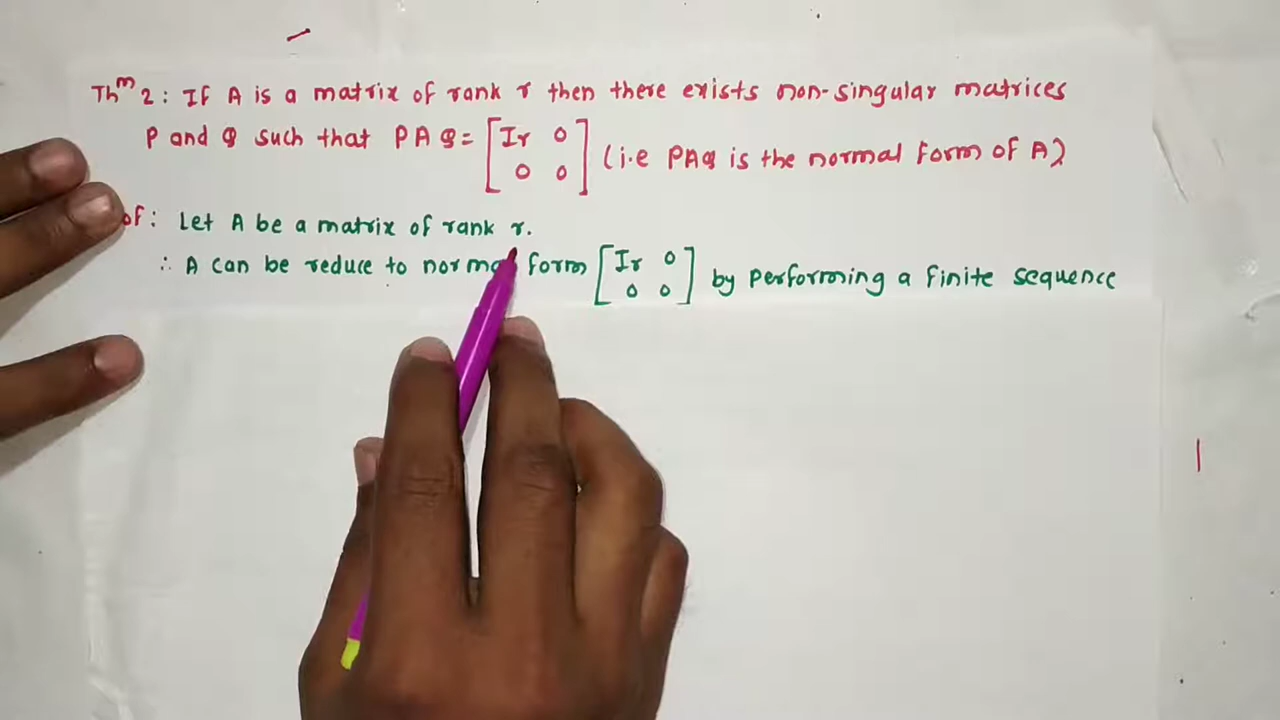 Thm 2: If A is a matrix of rank r then there exists non-singular matrices
P and Q such that PAQ = [Ir 0 0 0] (i.e PAQ is the normal form of A)
of: Let A be a matrix of rank r.
∴ A can be reduce to normal form [Ir 0 0 0] by performing a finite sequence